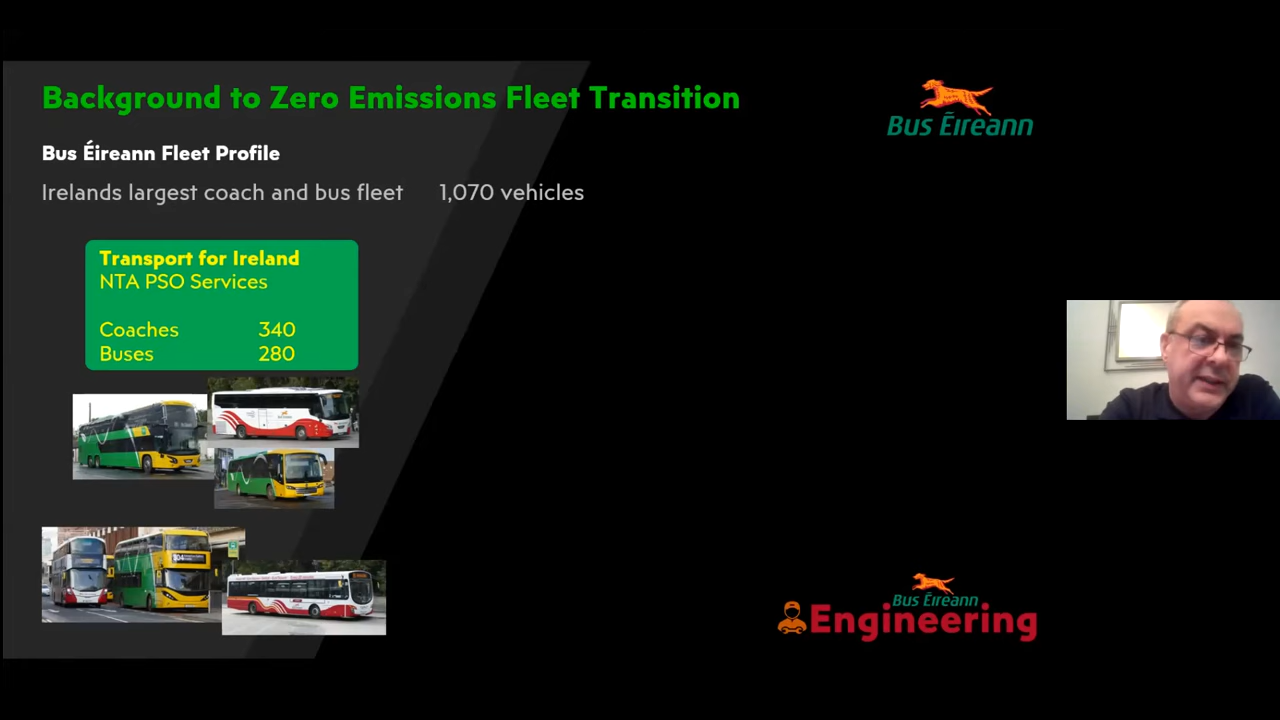 Background to Zero Emissions Fleet Transition
Bus Éireann
Bus Éireann Fleet Profile
Irelands largest coach and bus fleet 1,070 vehicles
Transport for Ireland
NTA PSO Services
Coaches 340
Buses 280
304
Bus Éireann
Engineering